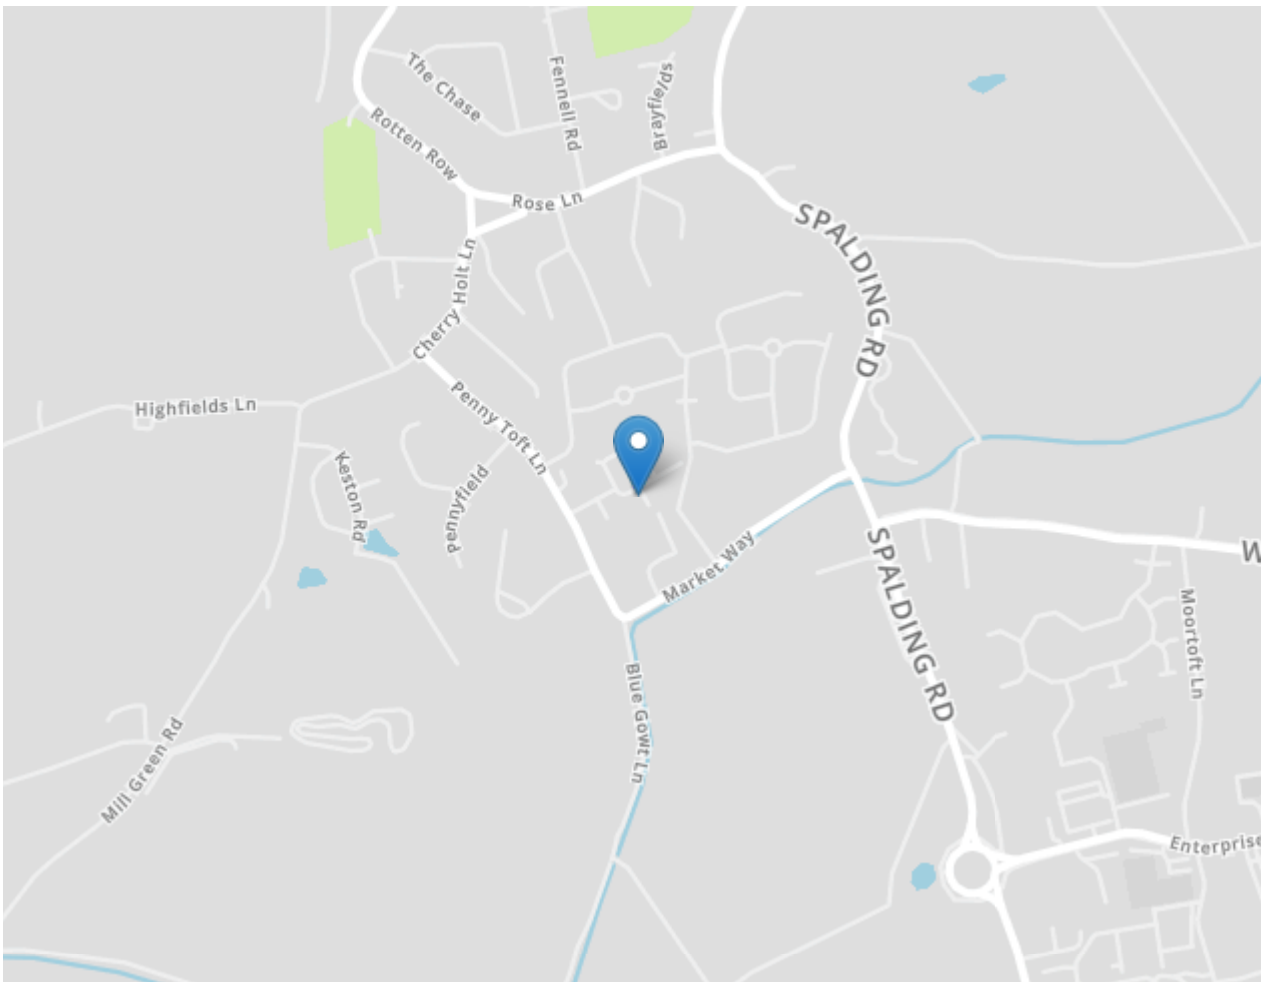 The Chase
Fennell Rd
Brayfields
Rotten Row
Rose Ln
SPALDING RD
Cherry Holt Ln
Highfields Ln
Penny Toft Ln
Keston Rd
Pennyfield
Market Way
W
SPALDING RD
Moortoft Ln
Blue Gowt Ln
Mill Green Rd
Enterprise